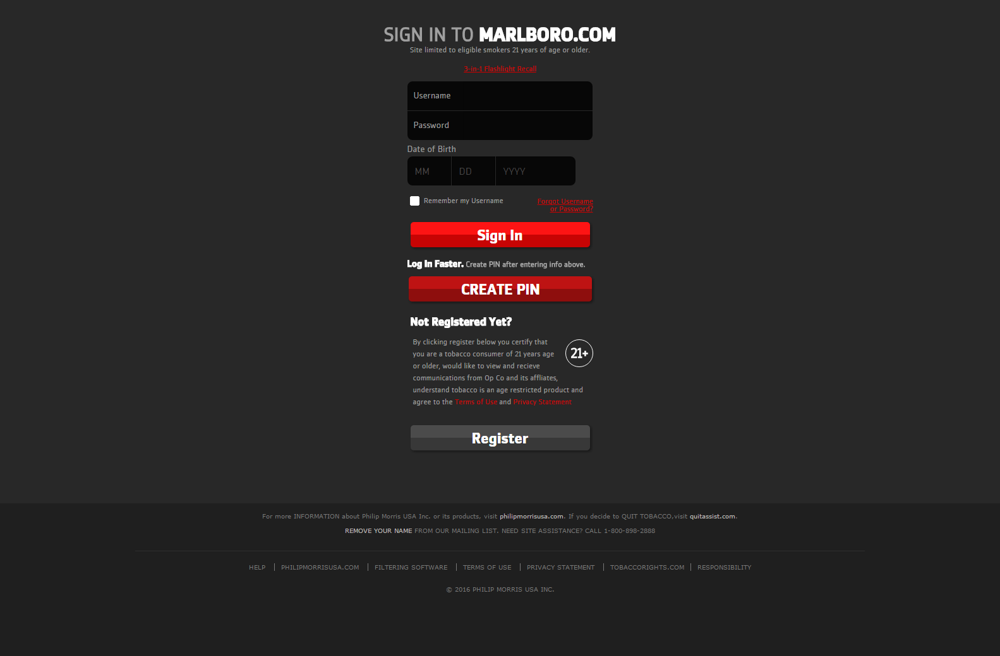 SIGN IN TO MARLBORO.COM
Site limited to eligible smokers 21 years of age or older.
3-in-1 Flashlight Recall
Username
Password
Date of Birth
MM DD YYYY
Remember my Username
Forgot Username
or Password?
Sign In
Log In Faster. Create PIN after entering info above.
CREATE PIN
Not Registered Yet?
By clicking register below you certify that
you are a tobacco consumer of 21 years age
or older, would like to view and recieve
communications from Op Co and its affliates,
understand tobacco is an age restricted product and
agree to the Terms of Use and Privacy Statement
21+
Register
For more INFORMATION about Philip Morris USA Inc. or its products, visit philipmorrisusa.com. If you decide to QUIT TOBACCO,visit quitassist.com.
REMOVE YOUR NAME FROM OUR MAILING LIST. NEED SITE ASSISTANCE? CALL 1-800-898-2888
HELP | PHILIPMORRISUSA.COM | FILTERING SOFTWARE | TERMS OF USE | PRIVACY STATEMENT | TOBACCORIGHTS.COM | RESPONSIBILITY
© 2016 PHILIP MORRIS USA INC.